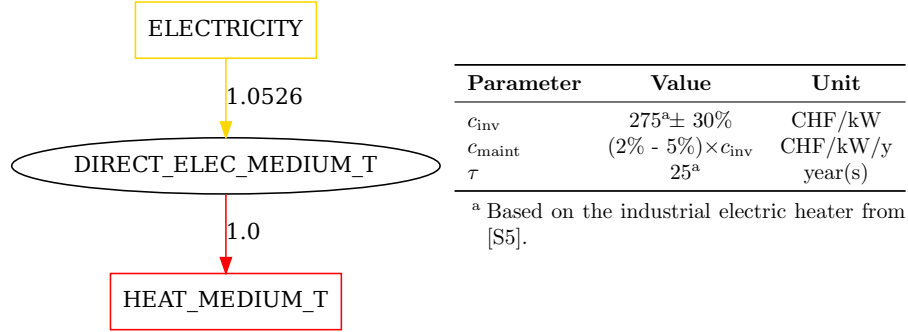 ELECTRICITY
1.0526
DIRECT_ELEC_MEDIUM_T
1.0
HEAT_MEDIUM_T
Parameter Value Unit
c_inv 275^a ± 30% CHF/kW
c_maint (2% - 5%)×c_inv CHF/kW/y
τ 25^a year(s)
^a Based on the industrial electric heater from
[S5].